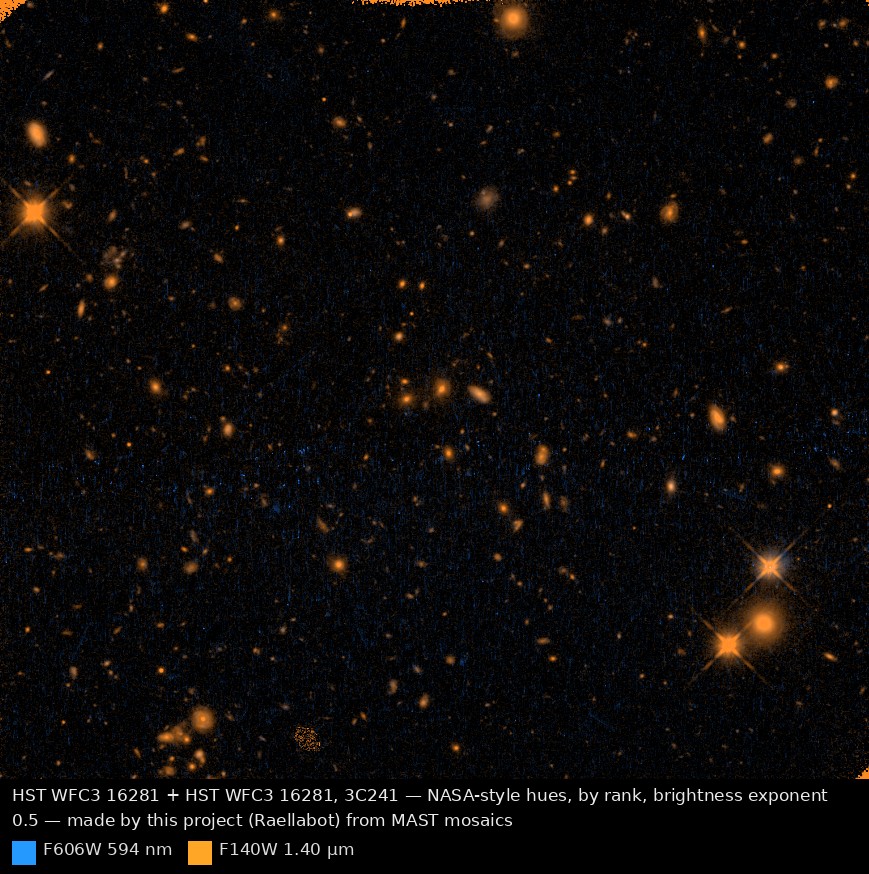 HST WFC3 16281 + HST WFC3 16281, 3C241 — NASA-style hues, by rank, brightness exponent
0.5 — made by this project (Raellabot) from MAST mosaics
F606W 594 nm F140W 1.40 µm